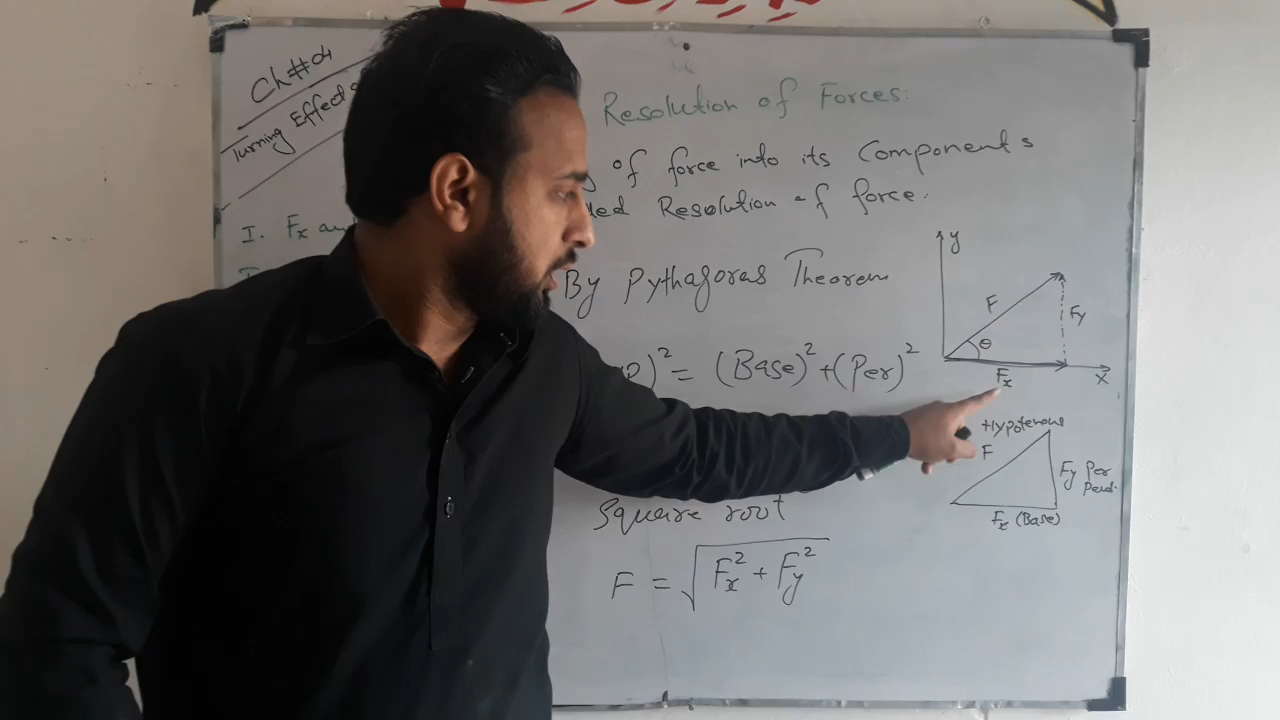 Ch#04
Turning Effect
Resolution of Forces:
of force into its Components
Resolution of force.
I. Fx
By Pythagoras Theorem
)² = (Base)² + (Per)²
Square root
F = √Fx² + Fy²
y
F
Fy
θ
Fx
x
Hypotenous
F
Fy Per
Pend.
Fx (Base)